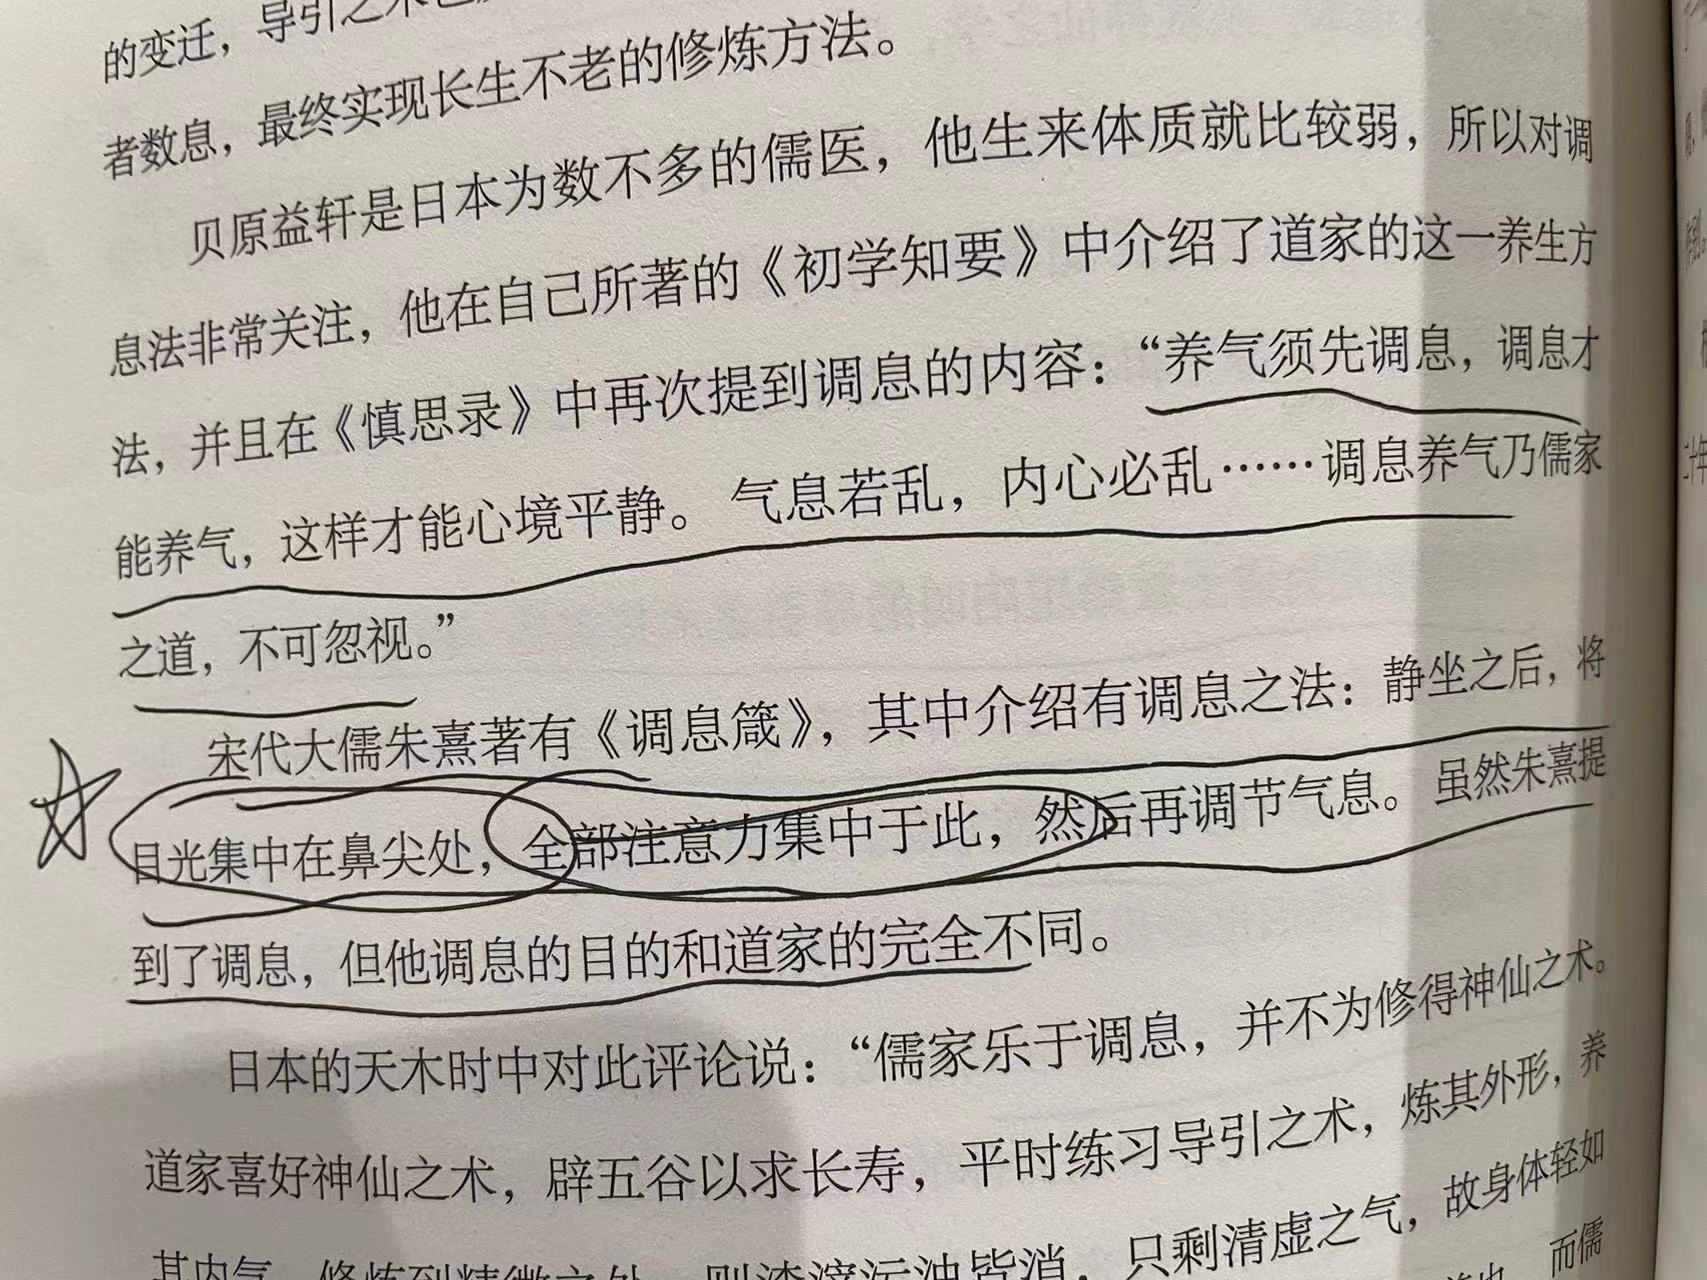 的变迁，导引之术
者数息，最终实现长生不老的修炼方法。
贝原益轩是日本为数不多的儒医，他生来体质就比较弱，所以对调
息法非常关注，他在自己所著的《初学知要》中介绍了道家的这一养生方
法，并且在《慎思录》中再次提到调息的内容：“养气须先调息，调息才
能养气，这样才能心境平静。气息若乱，内心必乱……调息养气乃儒家
之道，不可忽视。”
宋代大儒朱熹著有《调息箴》，其中介绍有调息之法：静坐之后，将
目光集中在鼻尖处，全部注意力集中于此，然后再调节气息。虽然朱熹提
到了调息，但他调息的目的和道家的完全不同。
日本的天木时中对此评论说：“儒家乐于调息，并不为修得神仙之术。
道家喜好神仙之术，辟五谷以求长寿，平时练习导引之术，炼其外形，养
其内气，修炼到精微之处，则渣滓污浊皆消，只剩清虚之气，故身体轻如
而儒